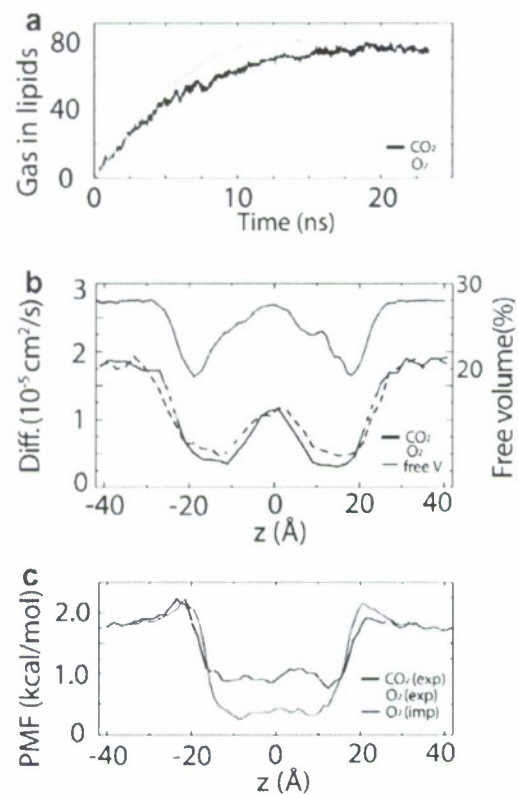 a
80
40
0
Gas in lipids
CO₂
O₂
0 10 20
Time (ns)
b
3
2
1
0
Diff. (10⁻⁵ cm²/s)
30
20
Free volume(%)
CO₂
O₂
free V
-40 -20 0 20 40
z (Å)
c
2.0
1.0
0
PMF (kcal/mol)
CO₂ (exp)
O₂ (exp)
O₂ (imp)
-40 -20 0 20 40
z (Å)